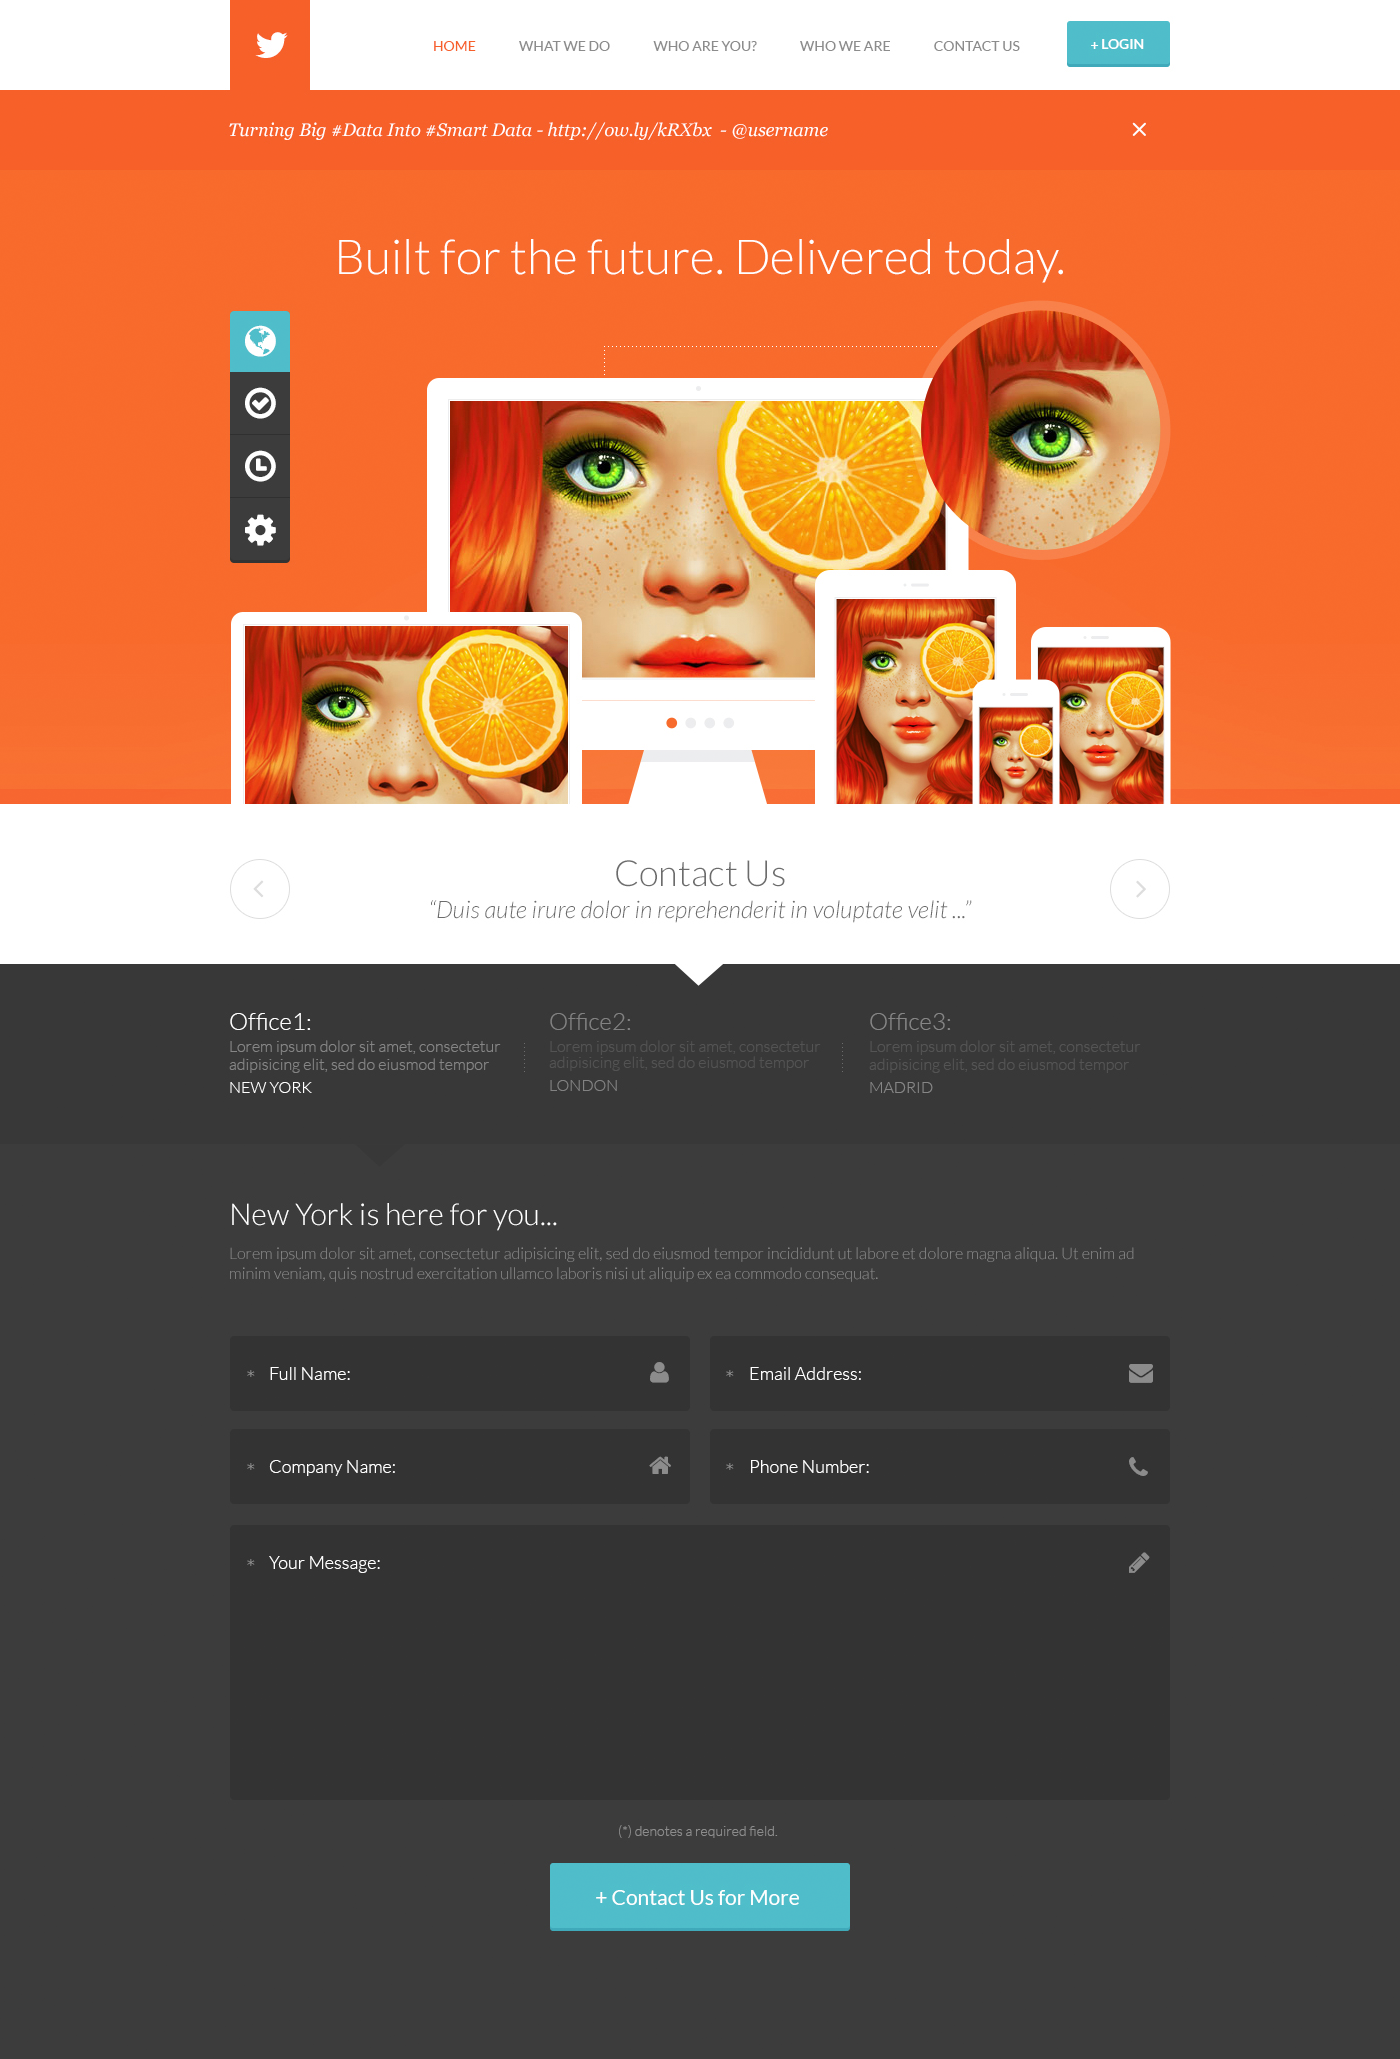 HOME WHAT WE DO WHO ARE YOU? WHO WE ARE CONTACT US + LOGIN
Turning Big #Data Into #Smart Data - http://ow.ly/kRXbx - @username
Built for the future. Delivered today.
Contact Us
“Duis aute irure dolor in reprehenderit in voluptate velit ...”
Office1:
Lorem ipsum dolor sit amet, consectetur
adipisicing elit, sed do eiusmod tempor
NEW YORK
Office2:
Lorem ipsum dolor sit amet, consectetur
adipisicing elit, sed do eiusmod tempor
LONDON
Office3:
Lorem ipsum dolor sit amet, consectetur
adipisicing elit, sed do eiusmod tempor
MADRID
New York is here for you...
Lorem ipsum dolor sit amet, consectetur adipisicing elit, sed do eiusmod tempor incididunt ut labore et dolore magna aliqua. Ut enim ad
minim veniam, quis nostrud exercitation ullamco laboris nisi ut aliquip ex ea commodo consequat.
* Full Name:
* Email Address:
* Company Name:
* Phone Number:
* Your Message:
(*) denotes a required field.
+ Contact Us for More